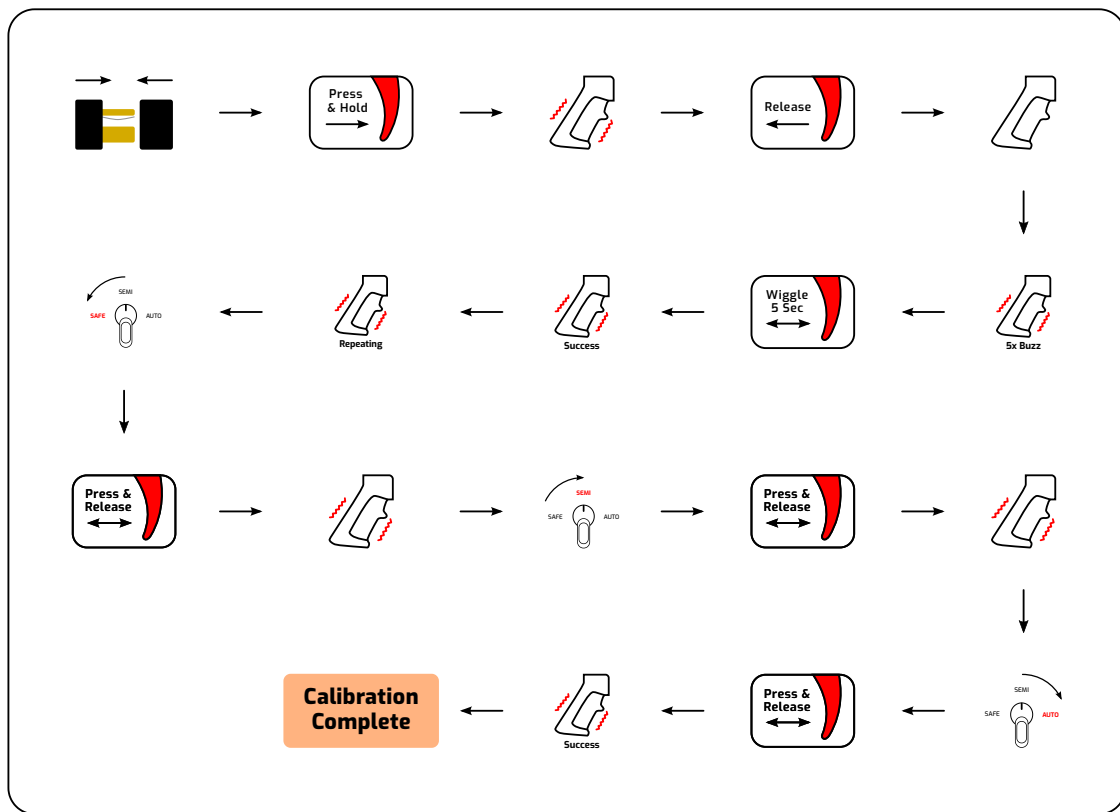 Press
& Hold
Release
5x Buzz
Wiggle
5 Sec
Success
Repeating
SEMI
SAFE
AUTO
Press &
Release
SEMI
SAFE
AUTO
Press &
Release
SEMI
SAFE
AUTO
Press &
Release
Success
Calibration
Complete